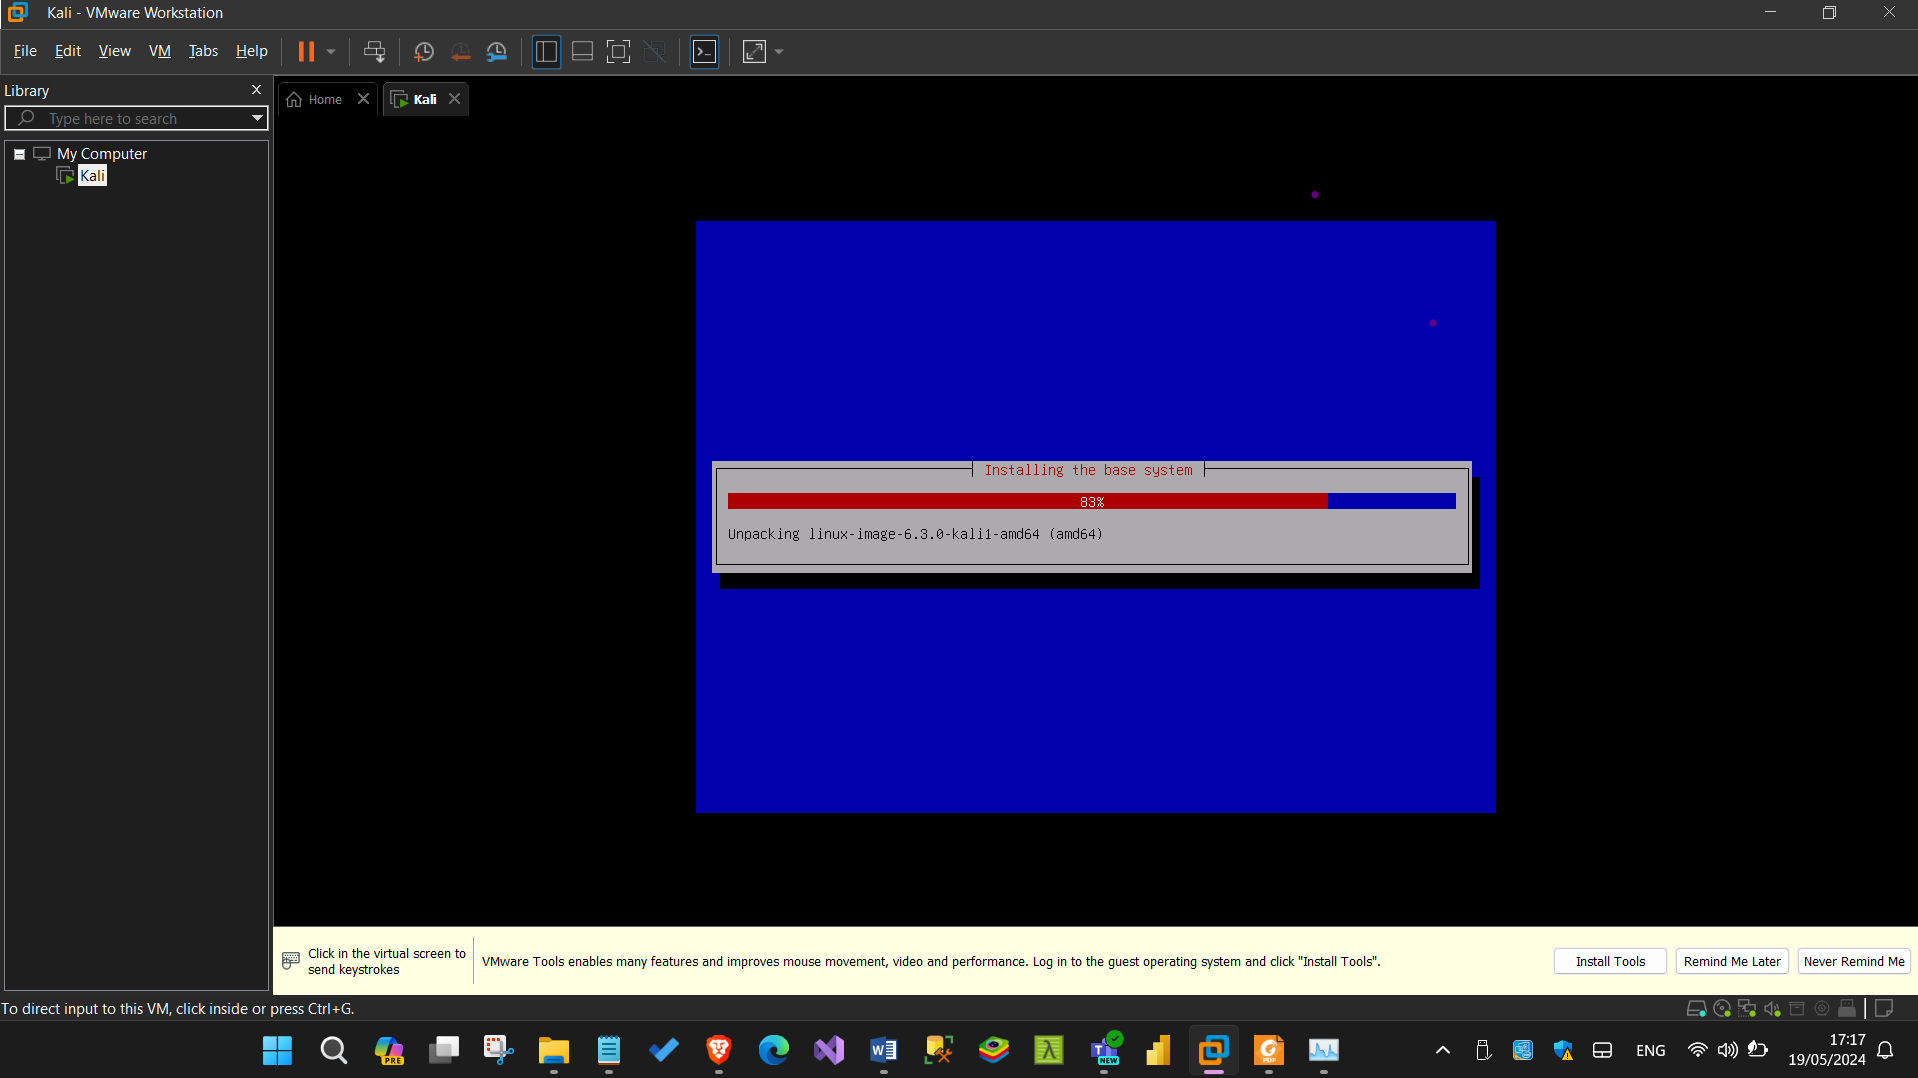 Kali - VMware Workstation
File Edit View VM Tabs Help
Library
Type here to search
My Computer
Kali
Home
Kali
Installing the base system
83%
Unpacking linux-image-6.3.0-kali1-amd64 (amd64)
Click in the virtual screen to
send keystrokes
VMware Tools enables many features and improves mouse movement, video and performance. Log in to the guest operating system and click "Install Tools".
Install Tools
Remind Me Later
Never Remind Me
To direct input to this VM, click inside or press Ctrl+G.
PRE
NEW
PDF
ENG
17:17
19/05/2024